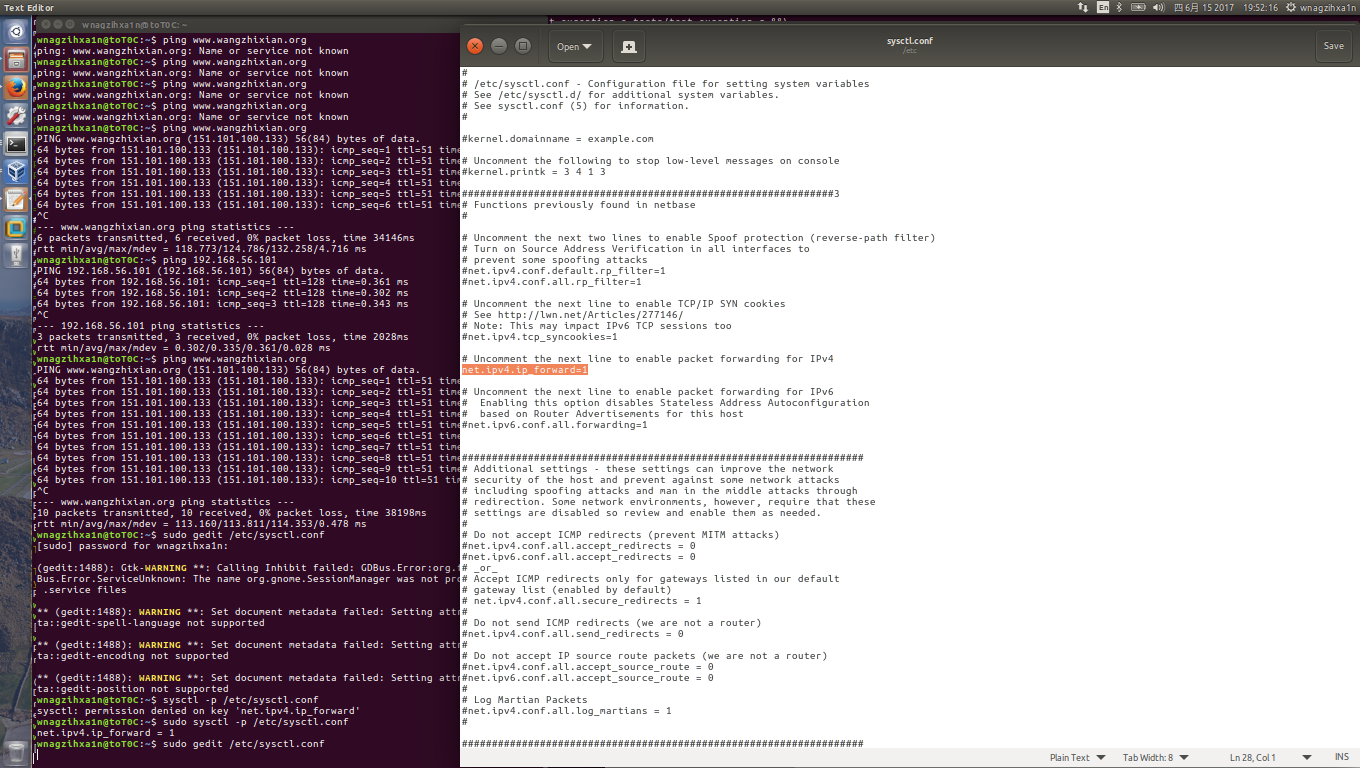 Text Editor
En
四 6月 15 2017
19:52:16
wnagzihxa1n
wnagzihxa1n@toT0C: ~
wnagzihxa1n@toT0C:~$ ping www.wangzhixian.org
ping: www.wangzhixian.org: Name or service not known
wnagzihxa1n@toT0C:~$ ping www.wangzhixian.org
ping: www.wangzhixian.org: Name or service not known
wnagzihxa1n@toT0C:~$ ping www.wangzhixian.org
ping: www.wangzhixian.org: Name or service not known
wnagzihxa1n@toT0C:~$ ping www.wangzhixian.org
ping: www.wangzhixian.org: Name or service not known
wnagzihxa1n@toT0C:~$ ping www.wangzhixian.org
PING www.wangzhixian.org (151.101.100.133) 56(84) bytes of data.
64 bytes from 151.101.100.133 (151.101.100.133): icmp_seq=1 ttl=51 time
64 bytes from 151.101.100.133 (151.101.100.133): icmp_seq=2 ttl=51 time
64 bytes from 151.101.100.133 (151.101.100.133): icmp_seq=3 ttl=51 time
64 bytes from 151.101.100.133 (151.101.100.133): icmp_seq=4 ttl=51 time
64 bytes from 151.101.100.133 (151.101.100.133): icmp_seq=5 ttl=51 time
64 bytes from 151.101.100.133 (151.101.100.133): icmp_seq=6 ttl=51 time
^C
--- www.wangzhixian.org ping statistics ---
6 packets transmitted, 6 received, 0% packet loss, time 34146ms
rtt min/avg/max/mdev = 118.773/124.786/132.258/4.716 ms
wnagzihxa1n@toT0C:~$ ping 192.168.56.101
PING 192.168.56.101 (192.168.56.101) 56(84) bytes of data.
64 bytes from 192.168.56.101: icmp_seq=1 ttl=128 time=0.361 ms
64 bytes from 192.168.56.101: icmp_seq=2 ttl=128 time=0.302 ms
64 bytes from 192.168.56.101: icmp_seq=3 ttl=128 time=0.343 ms
^C
--- 192.168.56.101 ping statistics ---
3 packets transmitted, 3 received, 0% packet loss, time 2028ms
rtt min/avg/max/mdev = 0.302/0.335/0.361/0.028 ms
wnagzihxa1n@toT0C:~$ ping www.wangzhixian.org
PING www.wangzhixian.org (151.101.100.133) 56(84) bytes of data.
64 bytes from 151.101.100.133 (151.101.100.133): icmp_seq=1 ttl=51 time
64 bytes from 151.101.100.133 (151.101.100.133): icmp_seq=2 ttl=51 time
64 bytes from 151.101.100.133 (151.101.100.133): icmp_seq=3 ttl=51 time
64 bytes from 151.101.100.133 (151.101.100.133): icmp_seq=4 ttl=51 time
64 bytes from 151.101.100.133 (151.101.100.133): icmp_seq=5 ttl=51 time
64 bytes from 151.101.100.133 (151.101.100.133): icmp_seq=6 ttl=51 time
64 bytes from 151.101.100.133 (151.101.100.133): icmp_seq=7 ttl=51 time
64 bytes from 151.101.100.133 (151.101.100.133): icmp_seq=8 ttl=51 time
64 bytes from 151.101.100.133 (151.101.100.133): icmp_seq=9 ttl=51 time
64 bytes from 151.101.100.133 (151.101.100.133): icmp_seq=10 ttl=51 tim
^C
--- www.wangzhixian.org ping statistics ---
10 packets transmitted, 10 received, 0% packet loss, time 38198ms
rtt min/avg/max/mdev = 113.160/113.811/114.353/0.478 ms
wnagzihxa1n@toT0C:~$ sudo gedit /etc/sysctl.conf
[sudo] password for wnagzihxa1n:
(gedit:1488): Gtk-WARNING **: Calling Inhibit failed: GDBus.Error:org.f
Bus.Error.ServiceUnknown: The name org.gnome.SessionManager was not pro
.service files
** (gedit:1488): WARNING **: Set document metadata failed: Setting attr
ta::gedit-spell-language not supported
** (gedit:1488): WARNING **: Set document metadata failed: Setting attr
ta::gedit-encoding not supported
** (gedit:1488): WARNING **: Set document metadata failed: Setting attr
ta::gedit-position not supported
wnagzihxa1n@toT0C:~$ sysctl -p /etc/sysctl.conf
sysctl: permission denied on key 'net.ipv4.ip_forward'
wnagzihxa1n@toT0C:~$ sudo sysctl -p /etc/sysctl.conf
net.ipv4.ip_forward = 1
wnagzihxa1n@toT0C:~$ sudo gedit /etc/sysctl.conf
Open
sysctl.conf
/etc
Save
#
# /etc/sysctl.conf - Configuration file for setting system variables
# See /etc/sysctl.d/ for additional system variables.
# See sysctl.conf (5) for information.
#
#kernel.domainname = example.com
# Uncomment the following to stop low-level messages on console
#kernel.printk = 3 4 1 3
##############################################################3
# Functions previously found in netbase
#
# Uncomment the next two lines to enable Spoof protection (reverse-path filter)
# Turn on Source Address Verification in all interfaces to
# prevent some spoofing attacks
#net.ipv4.conf.default.rp_filter=1
#net.ipv4.conf.all.rp_filter=1
# Uncomment the next line to enable TCP/IP SYN cookies
# See http://lwn.net/Articles/277146/
# Note: This may impact IPv6 TCP sessions too
#net.ipv4.tcp_syncookies=1
# Uncomment the next line to enable packet forwarding for IPv4
net.ipv4.ip_forward=1
# Uncomment the next line to enable packet forwarding for IPv6
#  Enabling this option disables Stateless Address Autoconfiguration
#  based on Router Advertisements for this host
#net.ipv6.conf.all.forwarding=1
###################################################################
# Additional settings - these settings can improve the network
# security of the host and prevent against some network attacks
# including spoofing attacks and man in the middle attacks through
# redirection. Some network environments, however, require that these
# settings are disabled so review and enable them as needed.
#
# Do not accept ICMP redirects (prevent MITM attacks)
#net.ipv4.conf.all.accept_redirects = 0
#net.ipv6.conf.all.accept_redirects = 0
# _or_
# Accept ICMP redirects only for gateways listed in our default
# gateway list (enabled by default)
# net.ipv4.conf.all.secure_redirects = 1
#
# Do not send ICMP redirects (we are not a router)
#net.ipv4.conf.all.send_redirects = 0
#
# Do not accept IP source route packets (we are not a router)
#net.ipv4.conf.all.accept_source_route = 0
#net.ipv6.conf.all.accept_source_route = 0
#
# Log Martian Packets
#net.ipv4.conf.all.log_martians = 1
#
###################################################################
Plain Text
Tab Width: 8
Ln 28, Col 1
INS